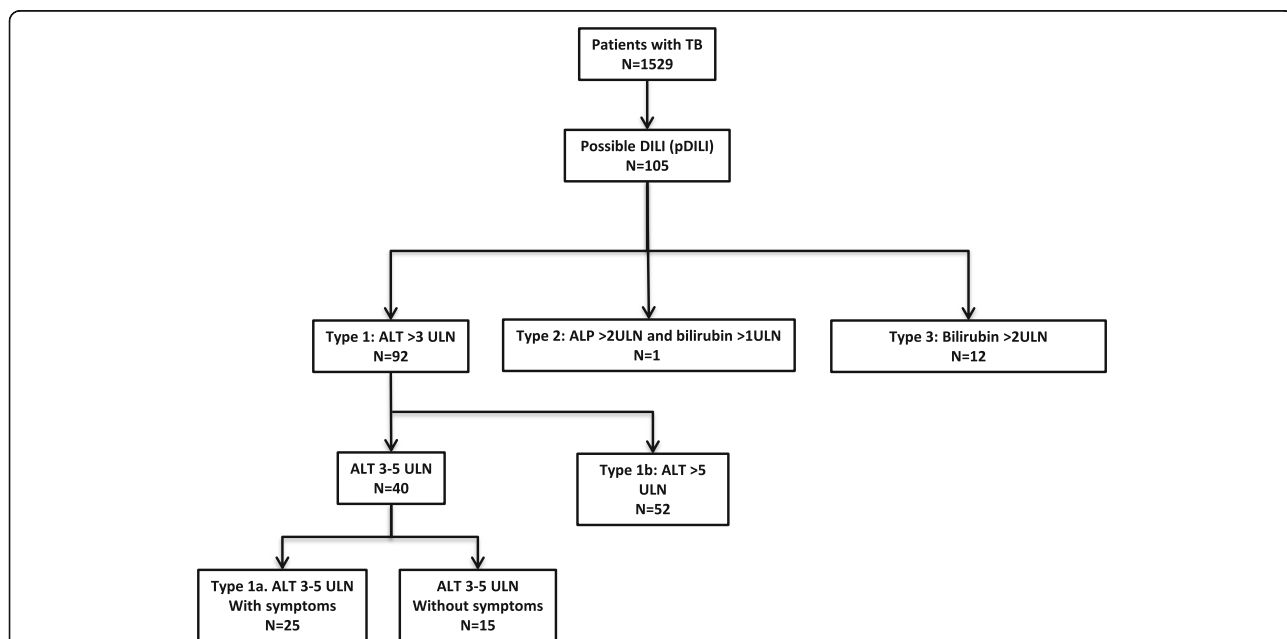 Patients with TB
N=1529
Possible DILI (pDILI)
N=105
Type 1: ALT >3 ULN
N=92
Type 2: ALP >2ULN and bilirubin >1ULN
N=1
Type 3: Bilirubin >2ULN
N=12
ALT 3-5 ULN
N=40
Type 1b: ALT >5
ULN
N=52
Type 1a. ALT 3-5 ULN
With symptoms
N=25
ALT 3-5 ULN
Without symptoms
N=15